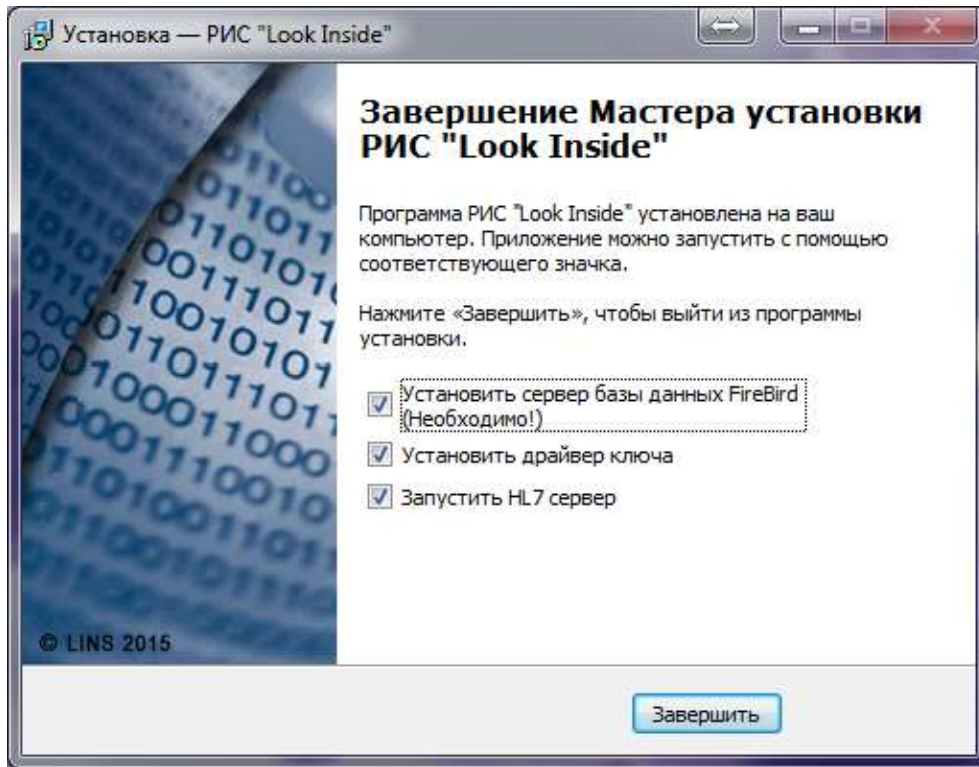 Установка — РИС "Look Inside"
Завершение Мастера установки
РИС "Look Inside"
Программа РИС "Look Inside" установлена на ваш
компьютер. Приложение можно запустить с помощью
соответствующего значка.
Нажмите «Завершить», чтобы выйти из программы
установки.
Установить сервер базы данных FireBird
(Необходимо!)
Установить драйвер ключа
Запустить HL7 сервер
© LINS 2015
Завершить